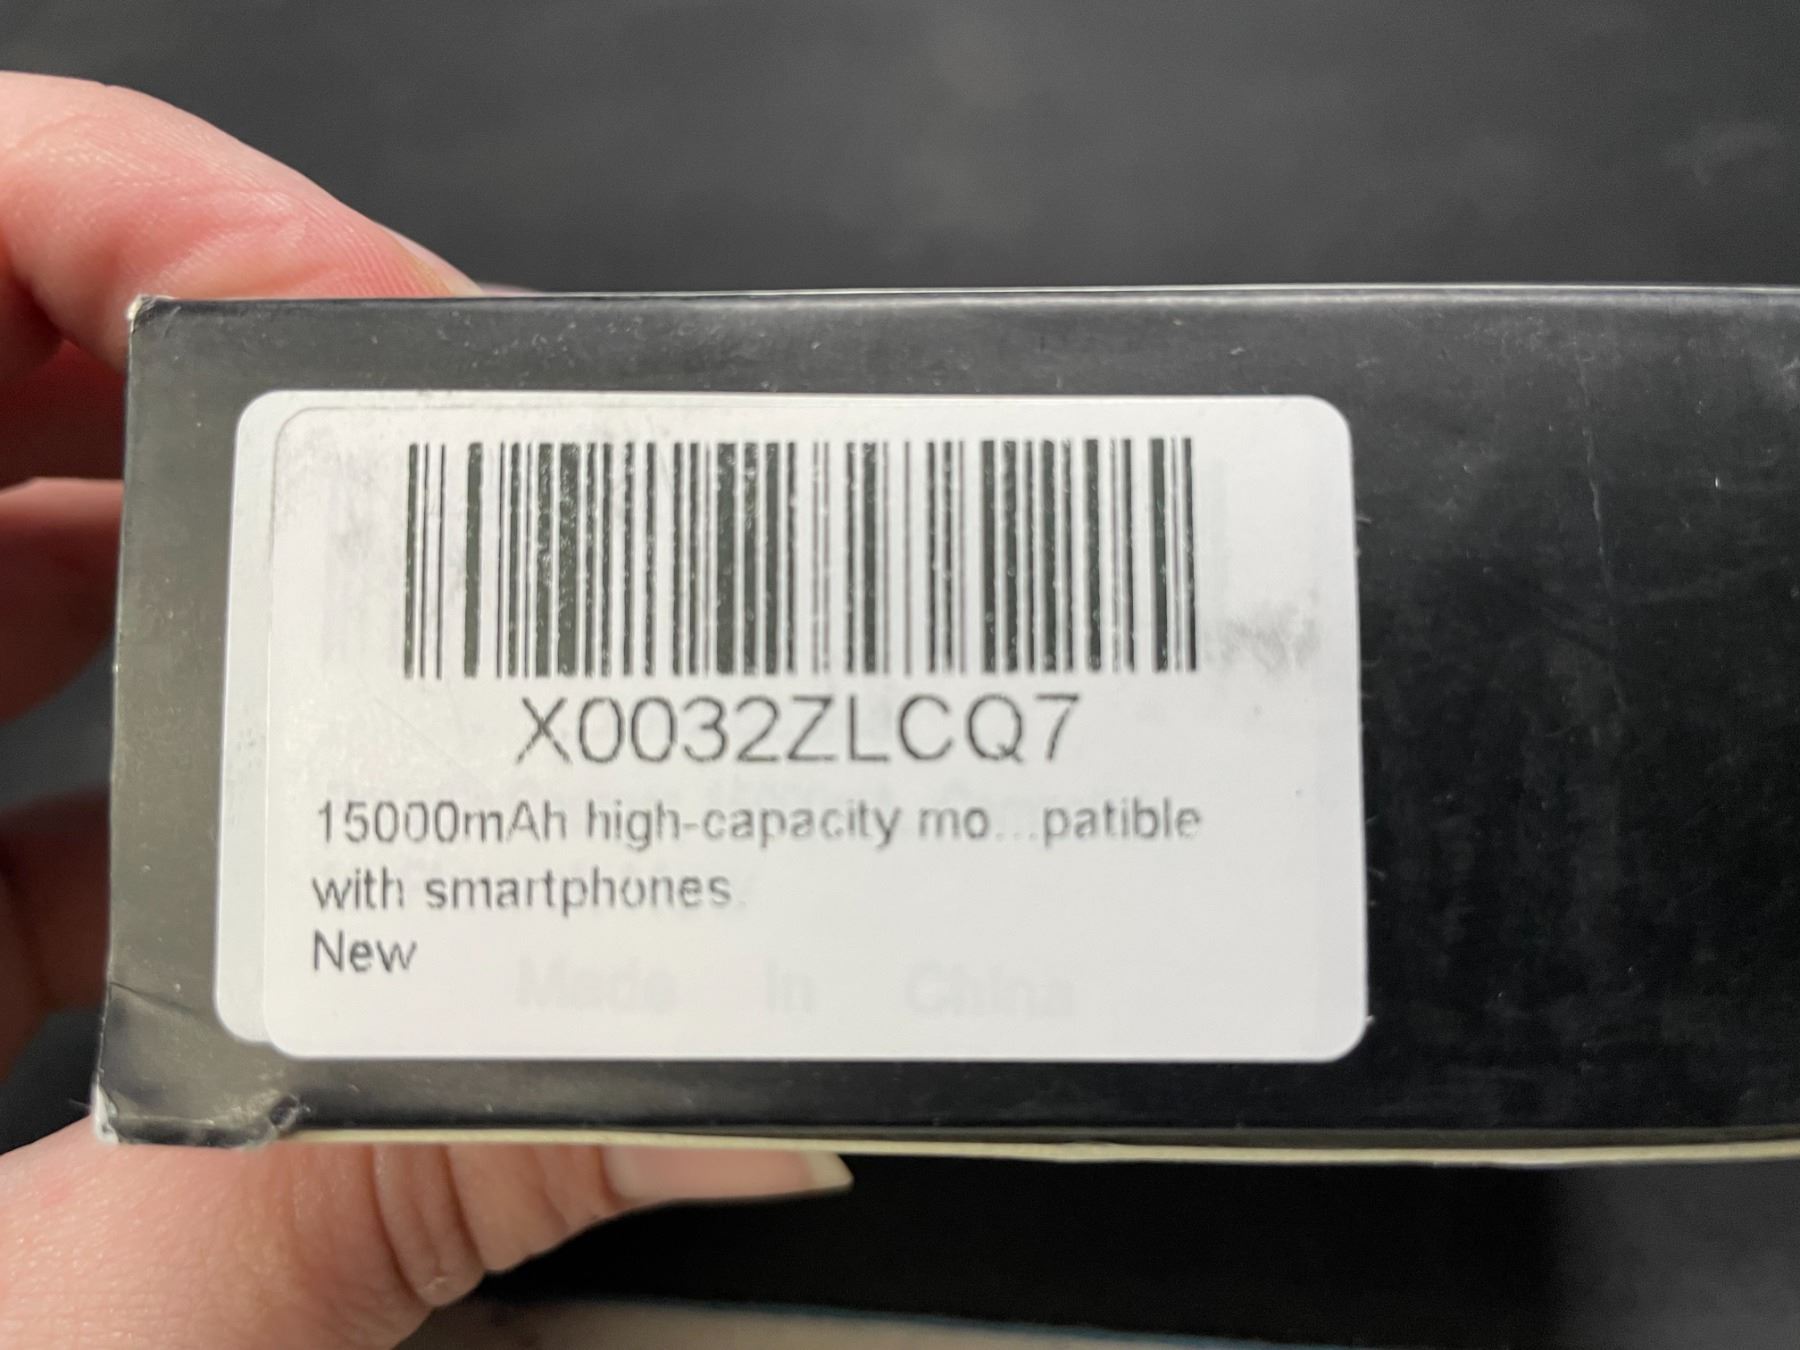 X0032ZLCQ7
15000mAh high-capacity mo...patible
with smartphones.
New
Made in China